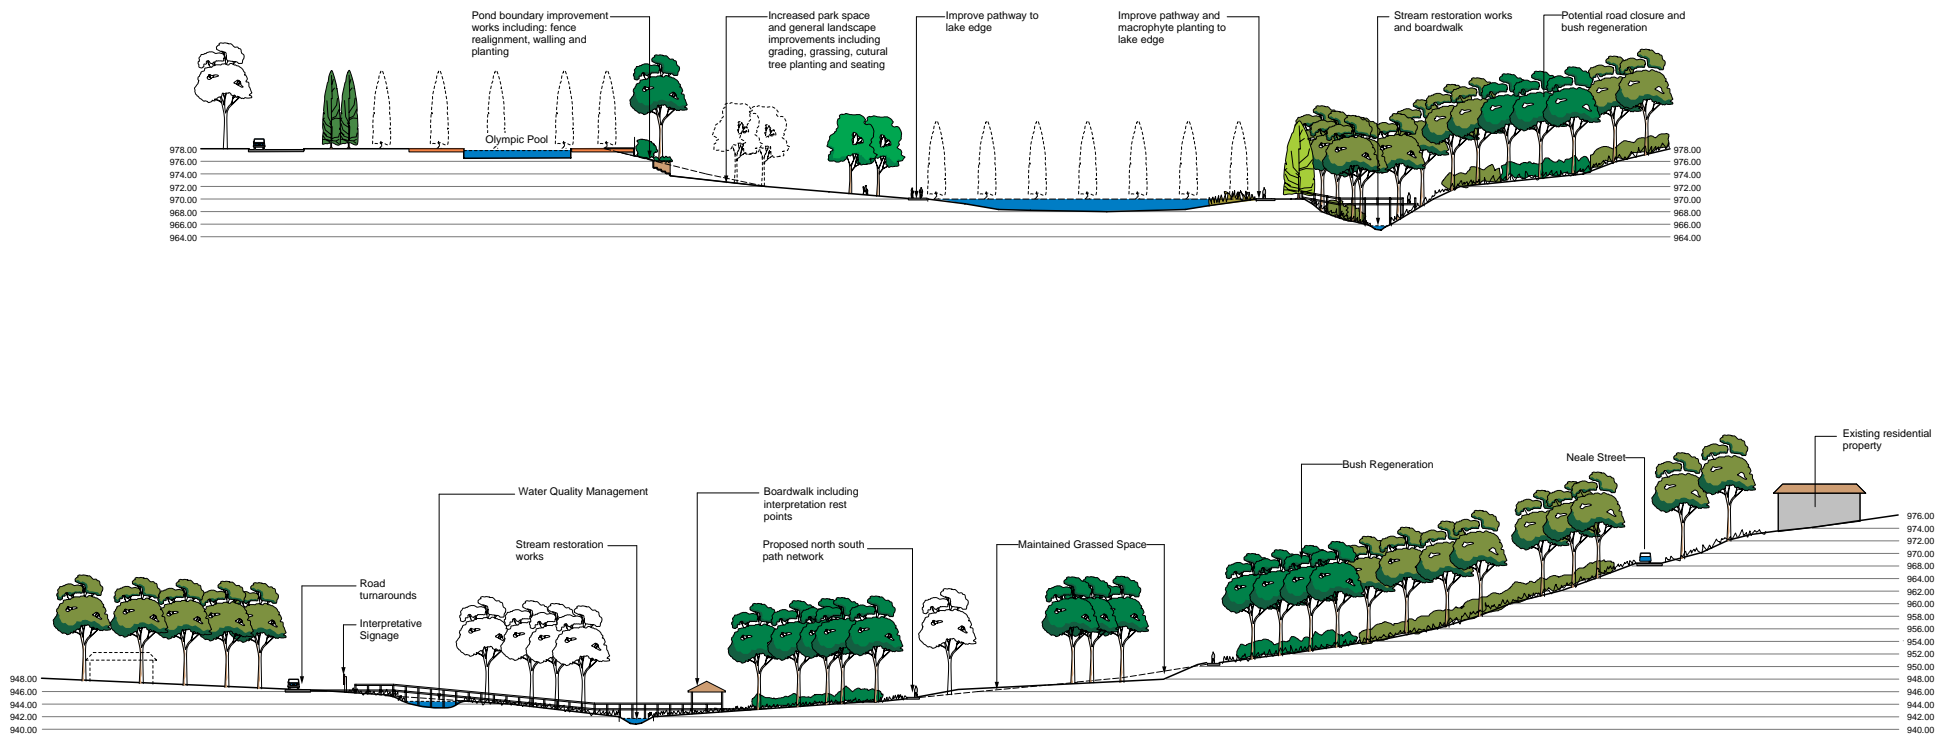 Pond boundary improvement
works including: fence
realignment, walling and
planting
Increased park space
and general landscape
improvements including
grading, grassing, cutural
tree planting and seating
Improve pathway to
lake edge
Improve pathway and
macrophyte planting to
lake edge
Stream restoration works
and boardwalk
Potential road closure and
bush regeneration
Olympic Pool
978.00
976.00
974.00
972.00
970.00
968.00
966.00
964.00
978.00
976.00
974.00
972.00
970.00
968.00
966.00
964.00
Existing residential
property
Neale Street
Bush Regeneration
Water Quality Management
Boardwalk including
interpretation rest
points
Stream restoration
works
Proposed north south
path network
Maintained Grassed Space
Road
turnarounds
Interpretative
Signage
948.00
946.00
944.00
942.00
940.00
976.00
974.00
972.00
970.00
968.00
964.00
962.00
960.00
958.00
956.00
954.00
952.00
950.00
948.00
946.00
944.00
942.00
940.00